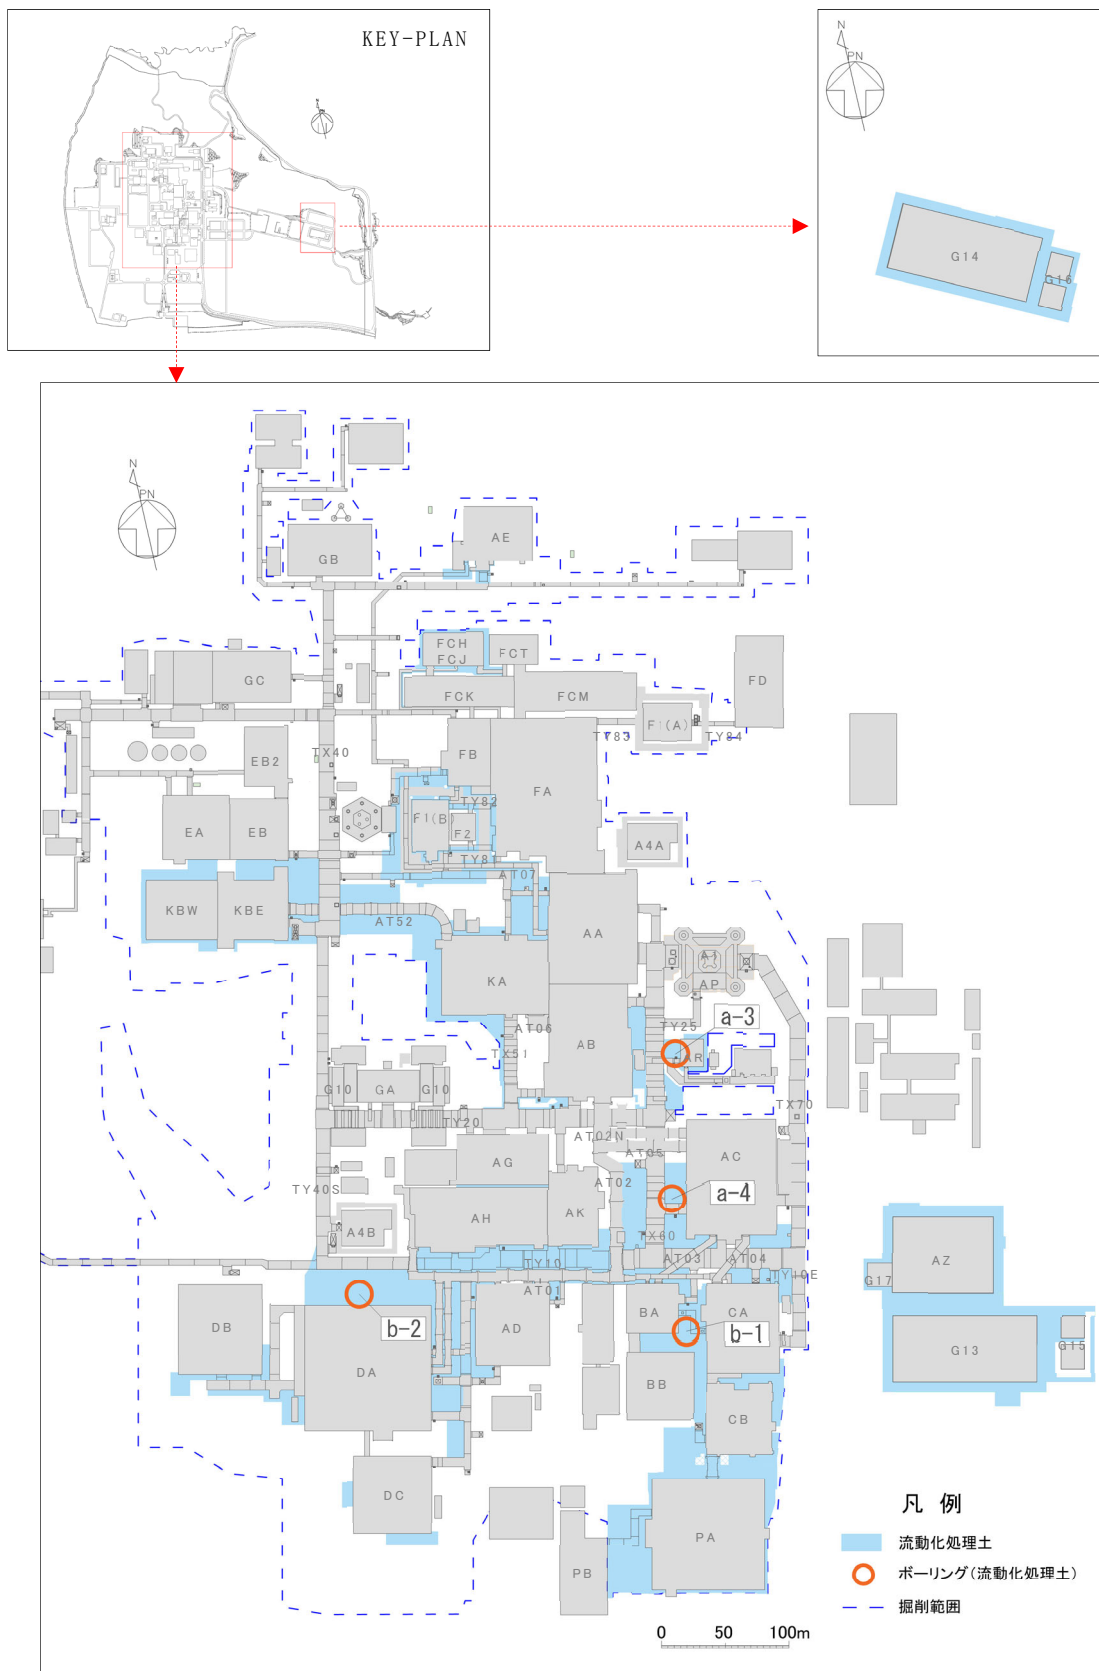 KEY-PLAN
N
PN
G14
G16
N
PN
AE
GB
FCH
FCJ
FCT
GC
FCK
FCM
FD
F1(A)
TY83
TY84
TX40
FB
EB2
FA
TY82
F1(B)
F2
EA
EB
A4A
TY81
AT07
KBW
KBE
AT52
AA
A1
KA
AP
AT06
TY25
a-3
TX51
AB
AR
G10
GA
G10
TX70
TY20
AT02N
AT05
AC
AG
AT02
TY40S
a-4
AH
AK
A4B
TX60
TY10
AT03
AT04
TY10E
AZ
G17
AT01
b-2
DB
AD
BA
CA
b-1
G13
G15
DA
BB
CB
DC
PA
PB
凡 例
流動化処理土
ボーリング(流動化処理土)
掘削範囲
0 50 100m